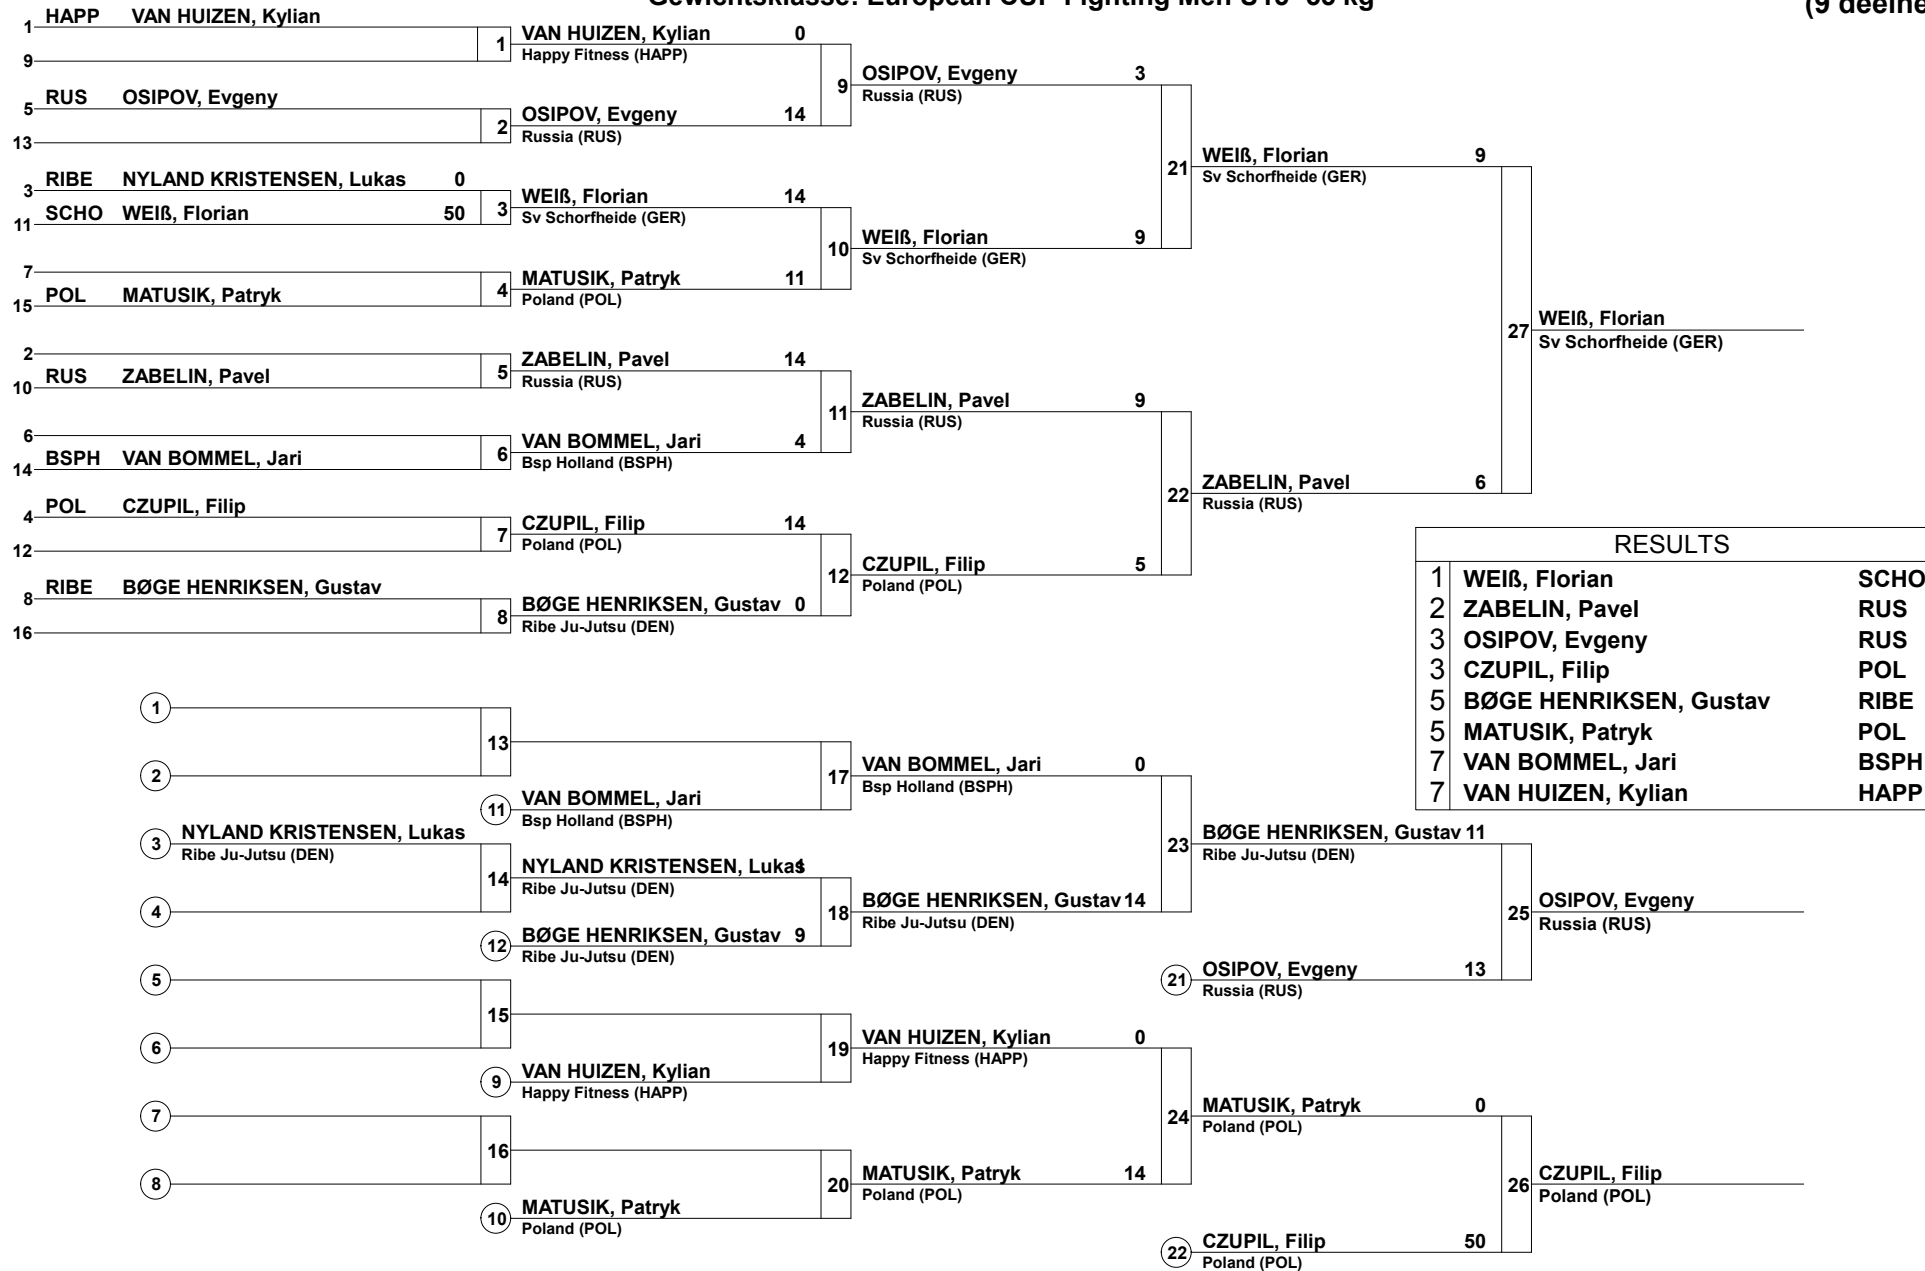 Gewichtsklasse: European CUP Fighting Men U18
(9 deelne
1 HAPP VAN HUIZEN, Kylian
9
1 VAN HUIZEN, Kylian 0
Happy Fitness (HAPP)
5 RUS OSIPOV, Evgeny
13
2 OSIPOV, Evgeny 14
Russia (RUS)
9 OSIPOV, Evgeny 3
Russia (RUS)
3 RIBE NYLAND KRISTENSEN, Lukas 0
11 SCHO WEIß, Florian 50
3 WEIß, Florian 14
Sv Schorfheide (GER)
7
15 POL MATUSIK, Patryk
4 MATUSIK, Patryk 11
Poland (POL)
10 WEIß, Florian 9
Sv Schorfheide (GER)
21 WEIß, Florian 9
Sv Schorfheide (GER)
2
10 RUS ZABELIN, Pavel
5 ZABELIN, Pavel 14
Russia (RUS)
6
14 BSPH VAN BOMMEL, Jari
6 VAN BOMMEL, Jari 4
Bsp Holland (BSPH)
11 ZABELIN, Pavel 9
Russia (RUS)
4 POL CZUPIL, Filip
12
7 CZUPIL, Filip 14
Poland (POL)
8 RIBE BØGE HENRIKSEN, Gustav
16
8 BØGE HENRIKSEN, Gustav 0
Ribe Ju-Jutsu (DEN)
12 CZUPIL, Filip 5
Poland (POL)
22 ZABELIN, Pavel 6
Russia (RUS)
27 WEIß, Florian
Sv Schorfheide (GER)
RESULTS
1 WEIß, Florian SCHO
2 ZABELIN, Pavel RUS
3 OSIPOV, Evgeny RUS
3 CZUPIL, Filip POL
5 BØGE HENRIKSEN, Gustav RIBE
5 MATUSIK, Patryk POL
7 VAN BOMMEL, Jari BSPH
7 VAN HUIZEN, Kylian HAPP
1
2
13
11 VAN BOMMEL, Jari
Bsp Holland (BSPH)
17 VAN BOMMEL, Jari 0
Bsp Holland (BSPH)
3 NYLAND KRISTENSEN, Lukas
Ribe Ju-Jutsu (DEN)
4
14 NYLAND KRISTENSEN, Lukas
Ribe Ju-Jutsu (DEN)
12 BØGE HENRIKSEN, Gustav 9
Ribe Ju-Jutsu (DEN)
18 BØGE HENRIKSEN, Gustav 14
Ribe Ju-Jutsu (DEN)
23 BØGE HENRIKSEN, Gustav 11
Ribe Ju-Jutsu (DEN)
21 OSIPOV, Evgeny 13
Russia (RUS)
25 OSIPOV, Evgeny
Russia (RUS)
5
6
15
9 VAN HUIZEN, Kylian
Happy Fitness (HAPP)
19 VAN HUIZEN, Kylian 0
Happy Fitness (HAPP)
7
8
16
10 MATUSIK, Patryk
Poland (POL)
20 MATUSIK, Patryk 14
Poland (POL)
24 MATUSIK, Patryk 0
Poland (POL)
22 CZUPIL, Filip 50
Poland (POL)
26 CZUPIL, Filip
Poland (POL)